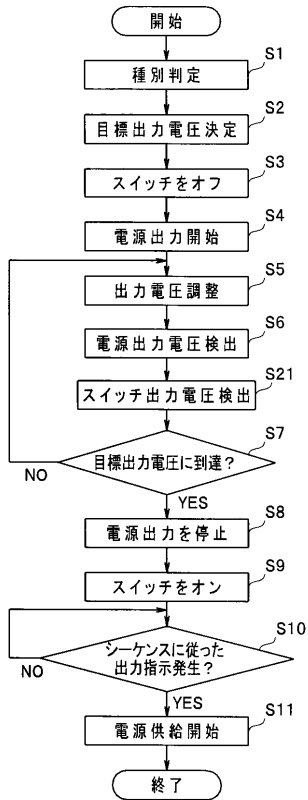 開始
S1
種別判定
S2
目標出力電圧決定
S3
スイッチをオフ
S4
電源出力開始
S5
出力電圧調整
S6
電源出力電圧検出
S21
スイッチ出力電圧検出
S7
目標出力電圧に到達？
NO
YES
S8
電源出力を停止
S9
スイッチをオン
S10
シーケンスに従った
出力指示発生？
NO
YES
S11
電源供給開始
終了